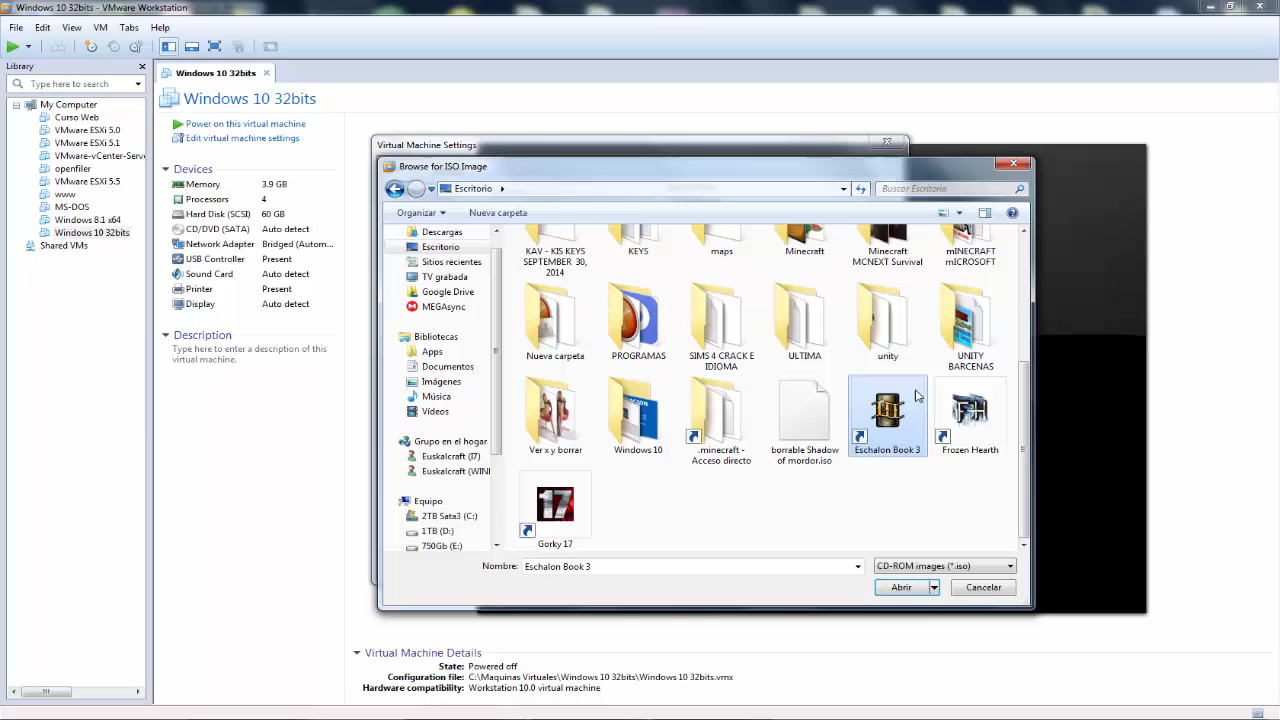 Windows 10 32bits - VMware Workstation
File Edit View VM Tabs Help
Library
Type here to search
My Computer
Curso Web
VMware ESXi 5.0
VMware ESXi 5.1
VMware-vCenter-Serve
openfiler
VMware ESXi 5.5
www
MS-DOS
Windows 8.1 x64
Windows 10 32bits
Shared VMs
Windows 10 32bits
Windows 10 32bits
Power on this virtual machine
Edit virtual machine settings
Devices
Memory 3.9 GB
Processors 4
Hard Disk (SCSI) 60 GB
CD/DVD (SATA) Auto detect
Network Adapter Bridged (Autom...
USB Controller Present
Sound Card Auto detect
Printer Present
Display Auto detect
Description
Type here to enter a description of this
virtual machine.
Virtual Machine Settings
Browse for ISO Image
Escritorio
Buscar Escritorio
Organizar Nueva carpeta
Descargas
Escritorio
Sitios recientes
TV grabada
Google Drive
MEGAsync
Bibliotecas
Apps
Documentos
Imágenes
Música
Vídeos
Grupo en el hogar
Euskalcraft (I7)
Euskalcraft (WIN
Equipo
2TB Sata3 (C:)
1TB (D:)
750Gb (E:)
KAV - KIS KEYS
SEPTEMBER 30,
2014
KEYS
maps
Minecraft
Minecraft
MCNEXT Survival
mINECRAFT
mICROSOFT
Nueva carpeta
PROGRAMAS
SIMS 4 CRACK E
IDIOMA
ULTIMA
unity
UNITY
BARCENAS
Ver x y borrar
Windows 10
.minecraft -
Acceso directo
borrable Shadow
of mordor.iso
Eschalon Book 3
F-H
Frozen Hearth
17
Gorky 17
Nombre: Eschalon Book 3
CD-ROM images (*.iso)
Abrir Cancelar
Virtual Machine Details
State: Powered off
Configuration file: C:\Maquinas Virtuales\Windows 10 32bits\Windows 10 32bits.vmx
Hardware compatibility: Workstation 10.0 virtual machine